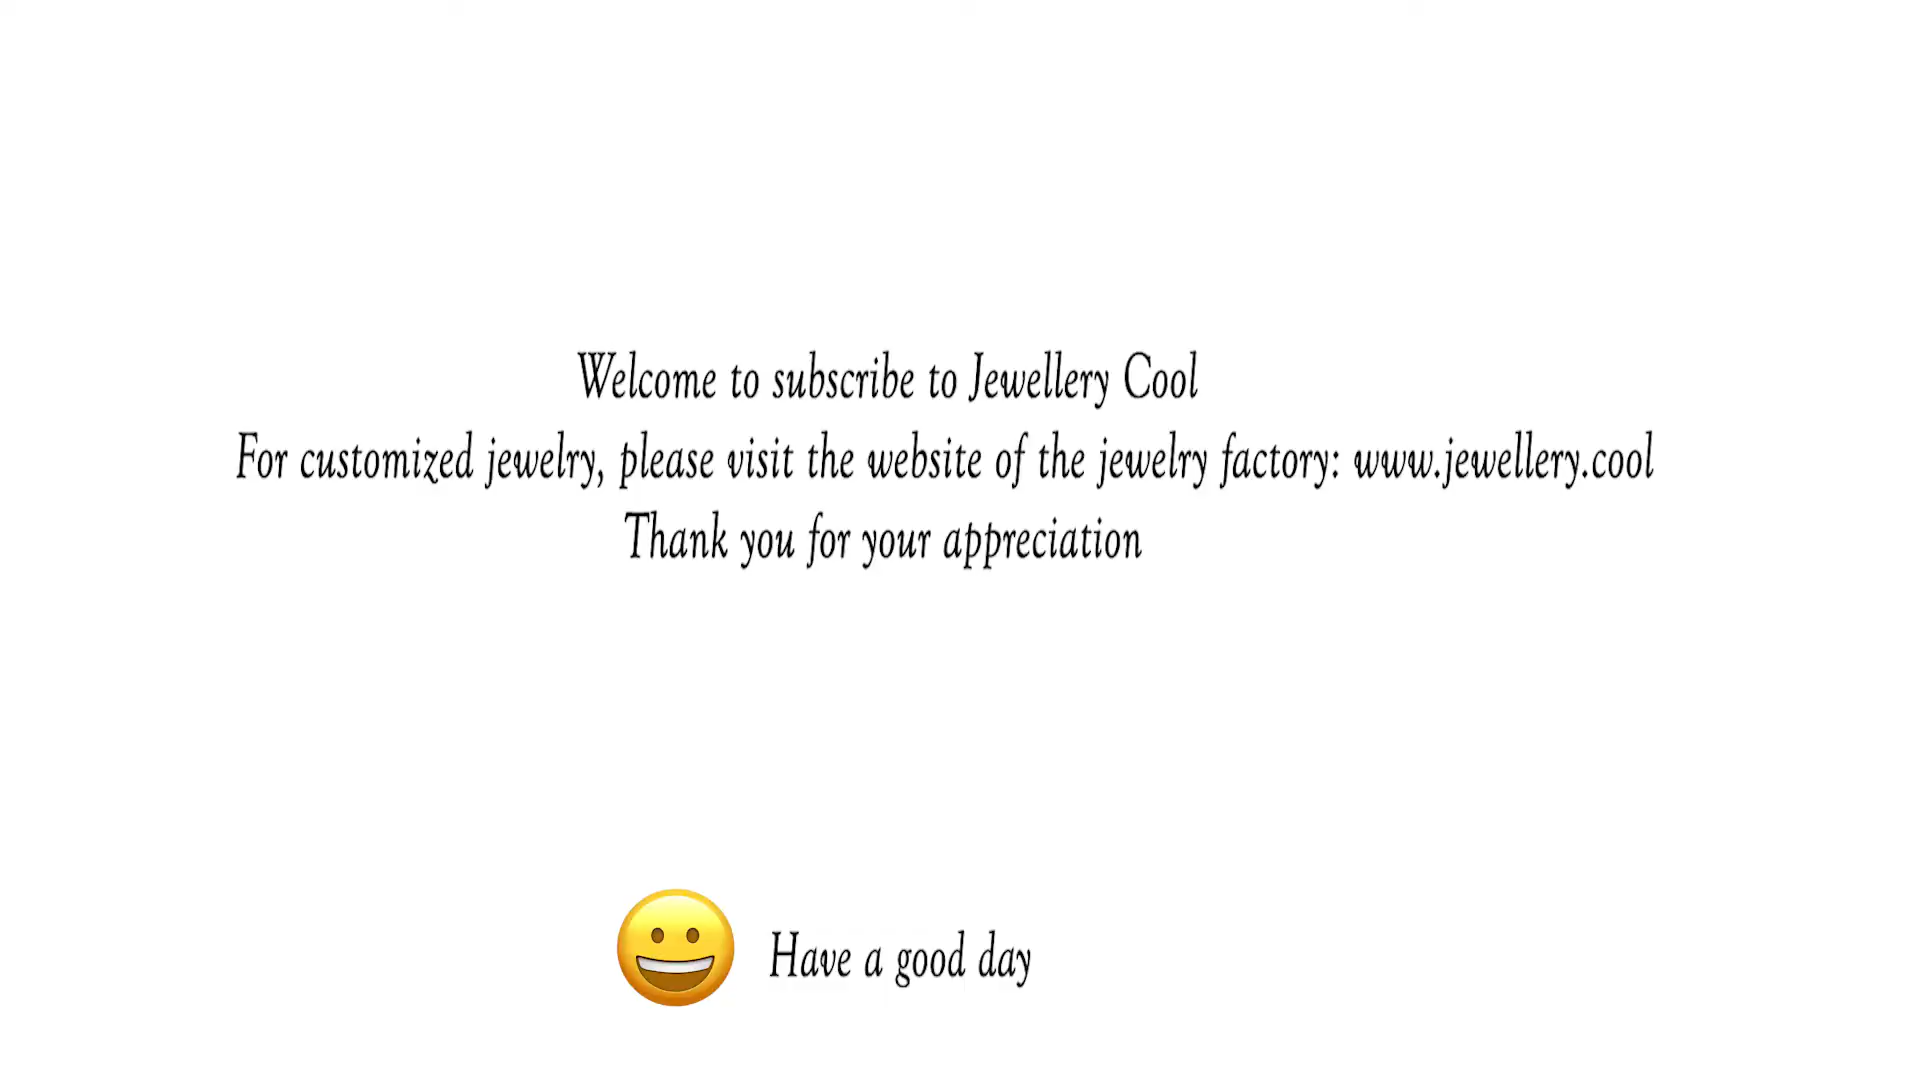 Welcome to subscribe to Jewellery Cool
For customized jewelry, please visit the website of the jewelry factory: www.jewellery.cool
Thank you for your appreciation
Have a good day